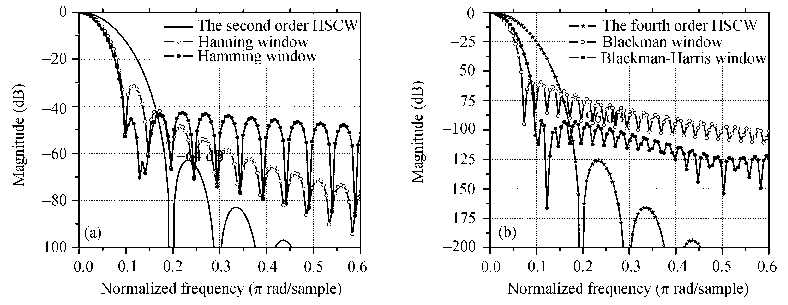 0
−20
−40
−60
−80
100
0.0 0.1 0.2 0.3 0.4 0.5 0.6
Magnitude (dB)
Normalized frequency (π rad/sample)
The second order HSCW
Hanning window
Hamming window
(a)
0
−25
−50
−75
−100
−125
−150
−175
−200
0.0 0.1 0.2 0.3 0.4 0.5 0.6
Magnitude (dB)
Normalized frequency (π rad/sample)
The fourth order HSCW
Blackman window
Blackman-Harris window
(b)